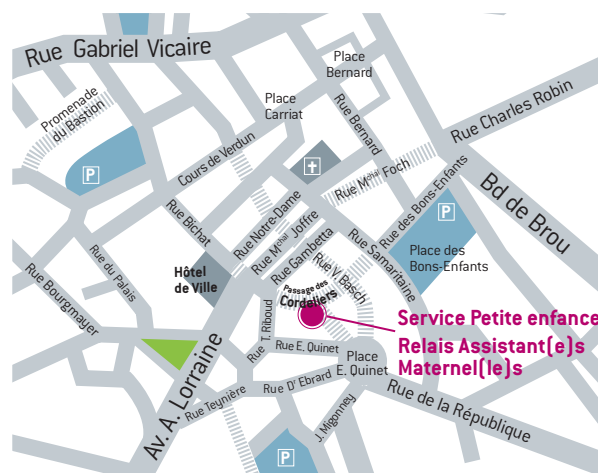 Rue Gabriel Vicaire
Place
Bernard
Promenade
du Bastion
Place
Carriat
Rue Charles Robin
P
Cours de Verdun
Rue Bernard
Rue Mchal Foch
Rue des Bons-Enfants
Bd de Brou
Rue Bichat
Rue Notre-Dame
Rue Mchal Joffre
P
Rue Gambetta
Rue Samaritaine
Place des
Bons-Enfants
Rue du Palais
Hôtel
de Ville
Rue V. Basch
Passage des
Cordeliers
Rue Bourgmayer
Service Petite enfance
Relais Assistant(e)s
Maternel(le)s
Rue T. Riboud
Rue E. Quinet
Place
E. Quinet
Av. A. Lorraine
Rue Teynière
Rue Dr Ebrard
J. Migonney
Rue de la République
P